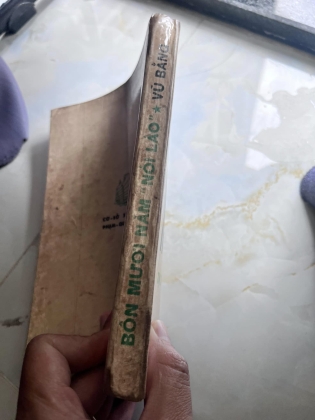 BỐN MƯƠI NĂM "NÓI LÁO" * VŨ BẰNG